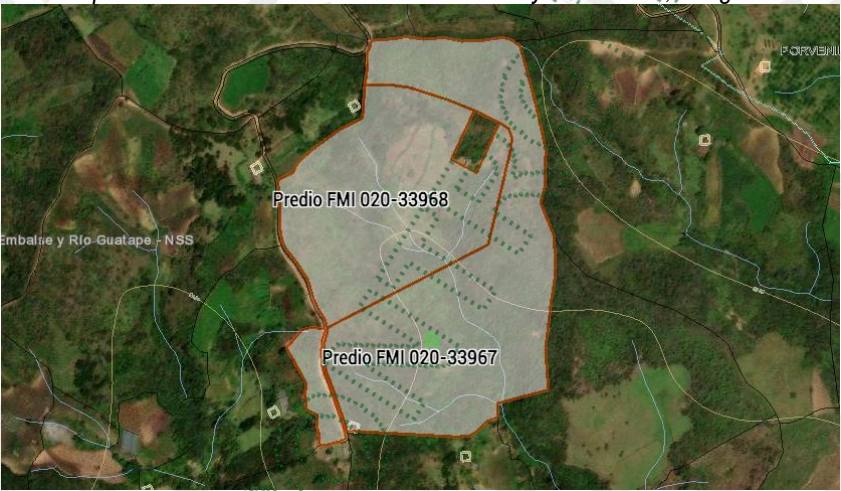 PORVENI
Predio FMI 020-33968
Embalse y Río Guatape - NSS
Predio FMI 020-33967